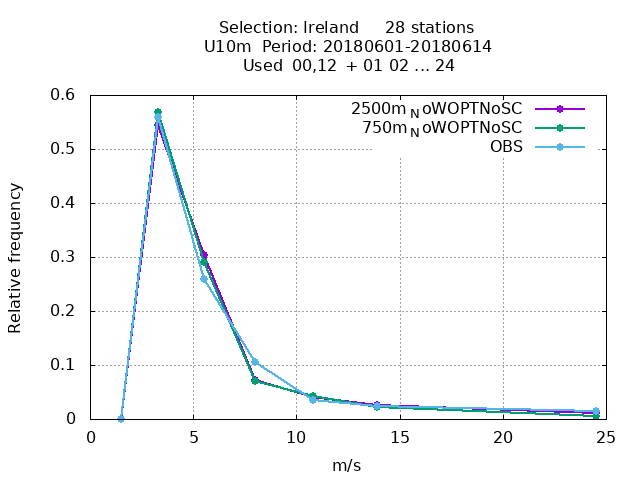 Selection: Ireland 28 stations
U10m Period: 20180601-20180614
Used 00,12 + 01 02 ... 24
0.6
2500m_NoWOPTNoSC
750m_NoWOPTNoSC
OBS
0.5
0.4
0.3
0.2
0.1
0
Relative frequency
0 5 10 15 20 25
m/s